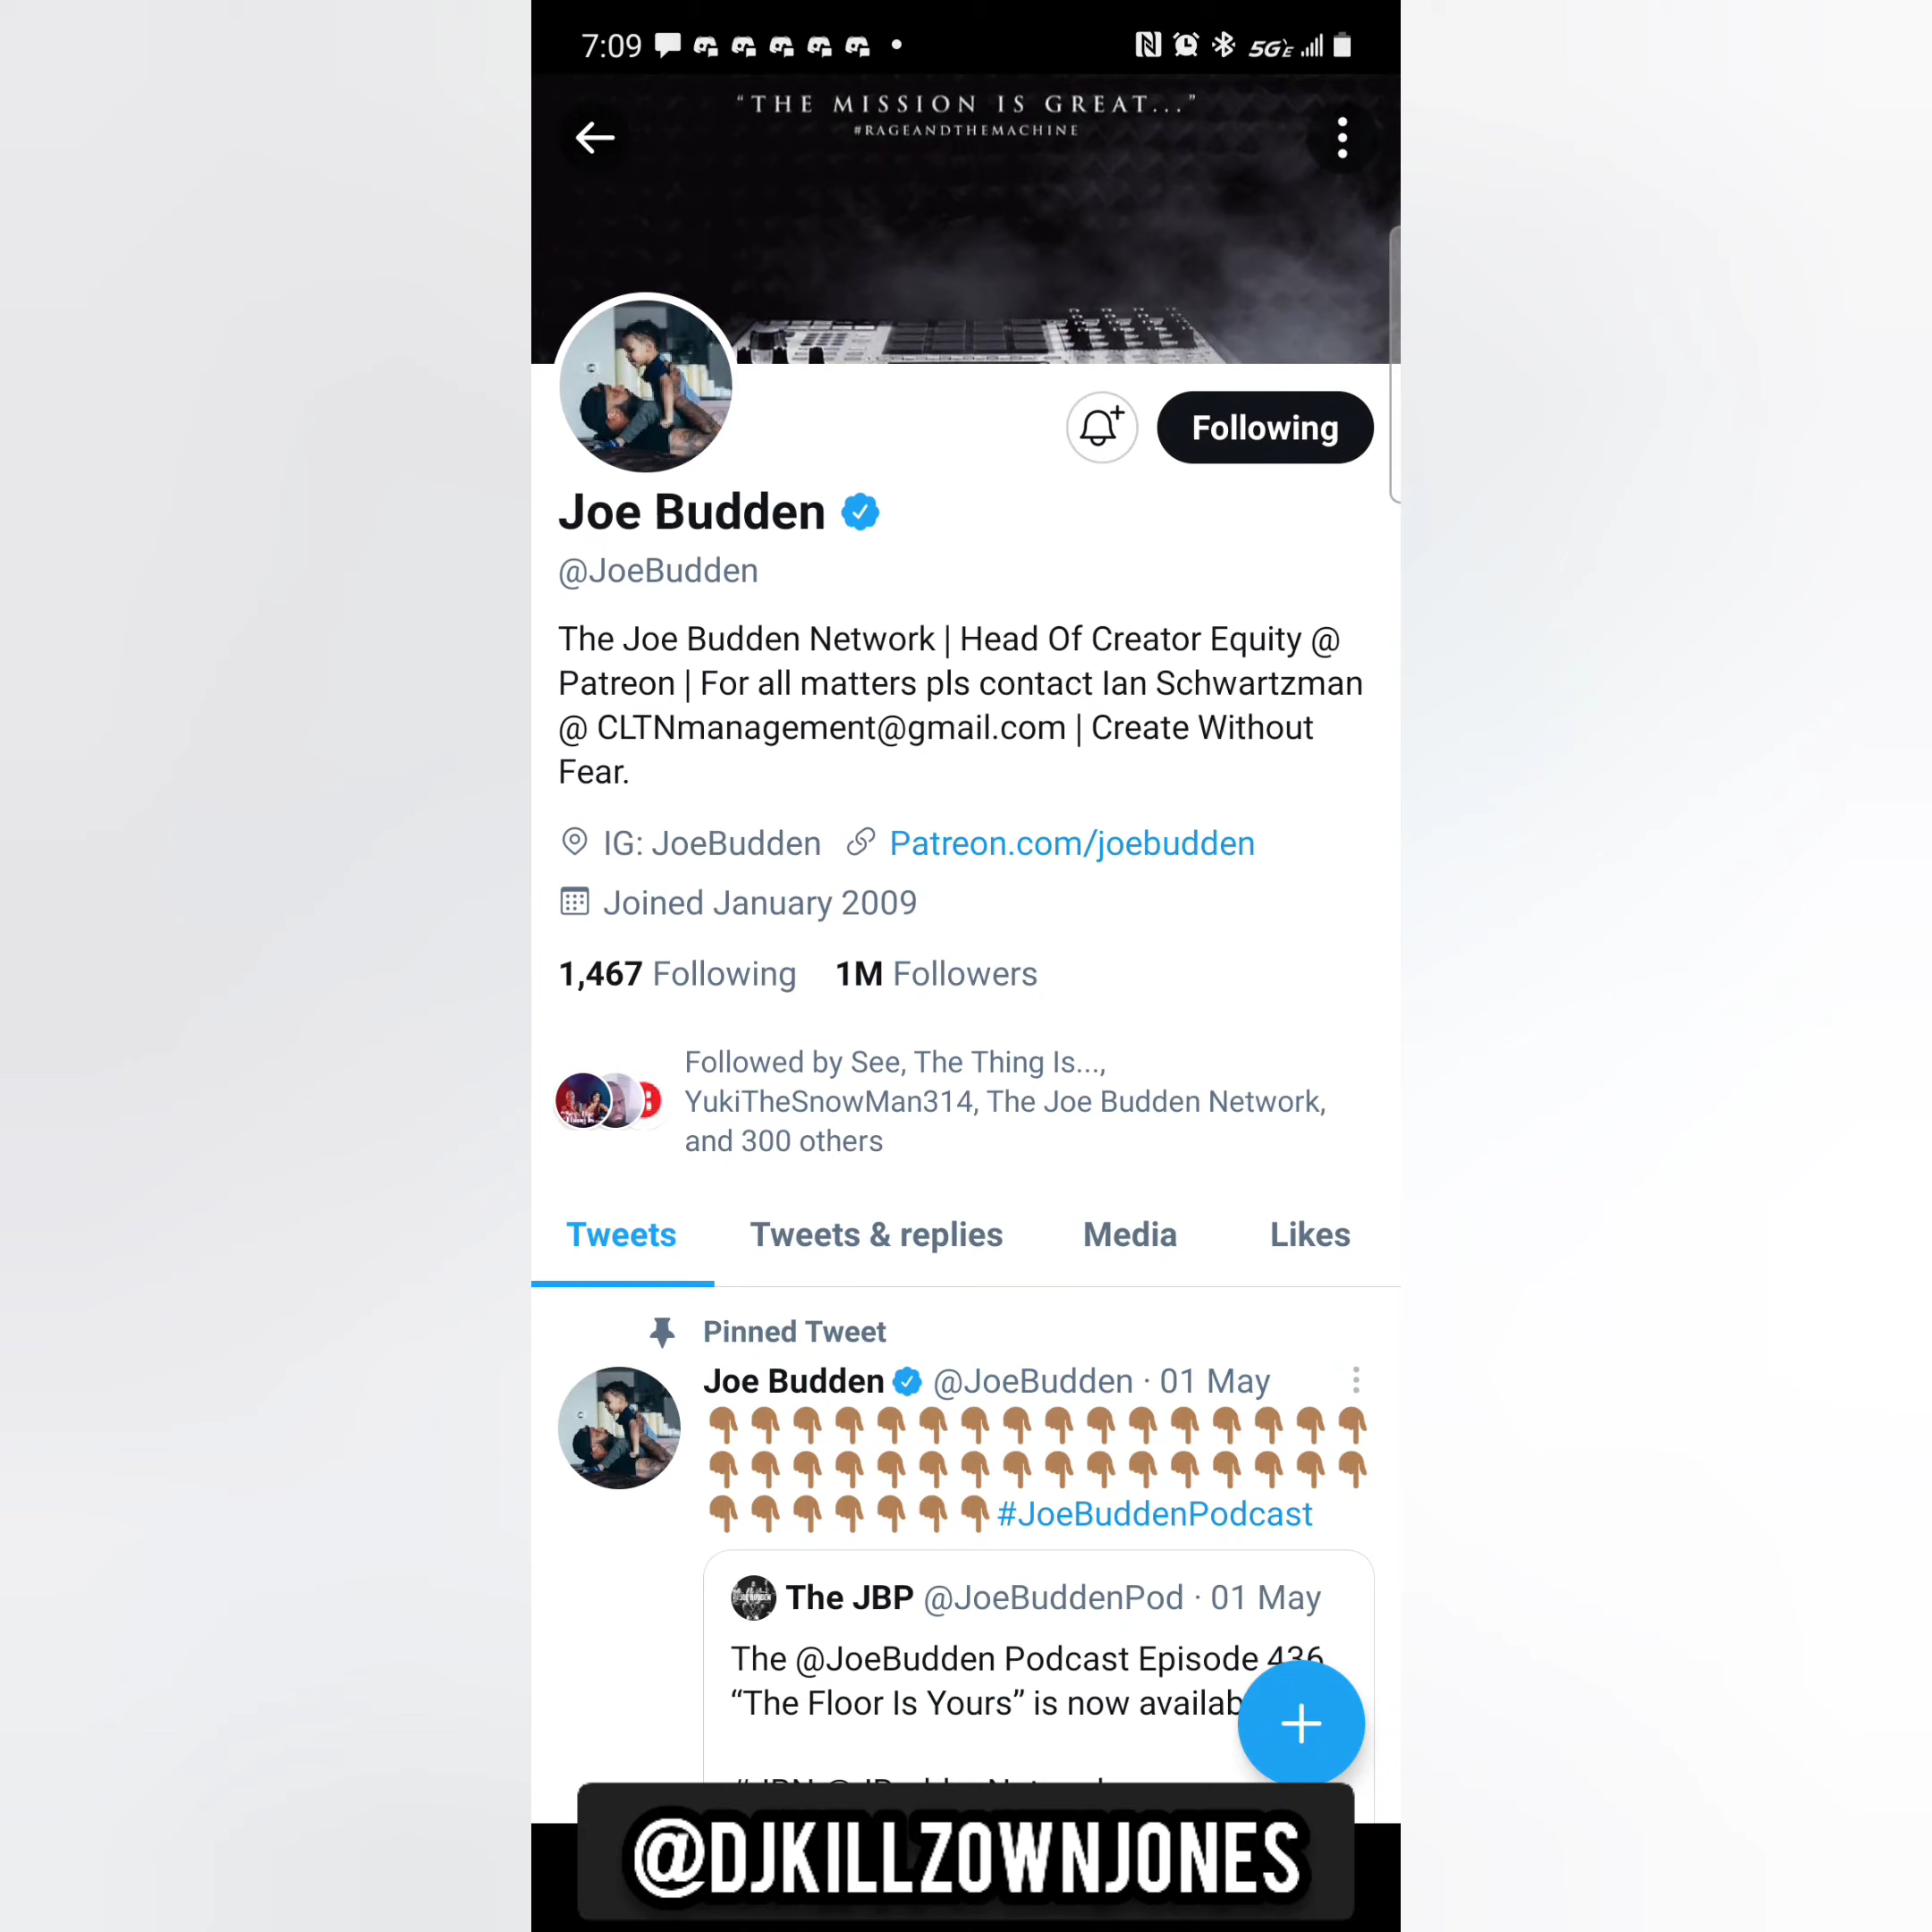 7:09 5GE
“THE MISSION IS GREAT...”
#RAGEANDTHEMACHINE
Following
Joe Budden
@JoeBudden
The Joe Budden Network | Head Of Creator Equity @
Patreon | For all matters pls contact Ian Schwartzman
@ CLTNmanagement@gmail.com | Create Without
Fear.
IG: JoeBudden Patreon.com/joebudden
Joined January 2009
1,467 Following 1M Followers
Followed by See, The Thing Is...,
YukiTheSnowMan314, The Joe Budden Network,
and 300 others
Tweets Tweets & replies Media Likes
Pinned Tweet
Joe Budden @JoeBudden · 01 May
#JoeBuddenPodcast
The JBP @JoeBuddenPod · 01 May
The @JoeBudden Podcast Episode 436
“The Floor Is Yours” is now availab
@DJKILLZOWNJONES